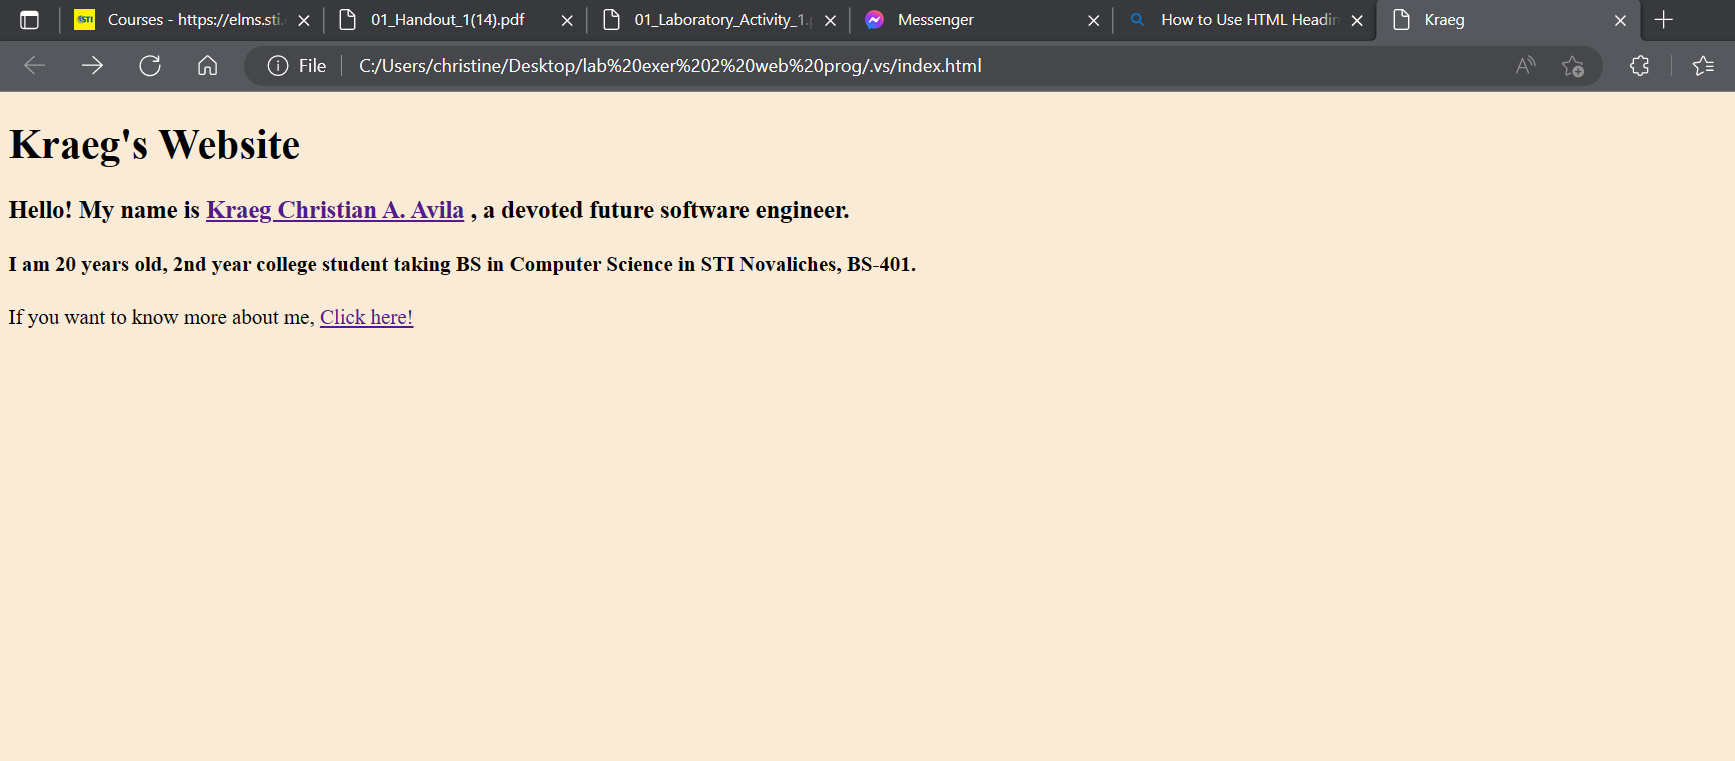 Courses - https://elms.sti.
01_Handout_1(14).pdf
01_Laboratory_Activity_1.
Messenger
How to Use HTML Headin
Kraeg
File
C:/Users/christine/Desktop/lab%20exer%202%20web%20prog/.vs/index.html
Kraeg's Website
Hello! My name is Kraeg Christian A. Avila , a devoted future software engineer.
I am 20 years old, 2nd year college student taking BS in Computer Science in STI Novaliches, BS-401.
If you want to know more about me, Click here!